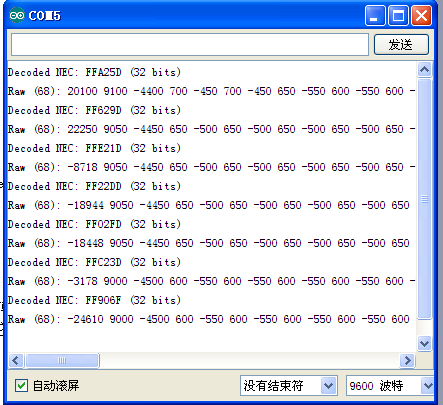 COM5
发送
Decoded NEC: FFA25D (32 bits)
Raw (68): 20100 9100 -4400 700 -450 700 -450 650 -550 600 -550 600 -
Decoded NEC: FF629D (32 bits)
Raw (68): 22250 9050 -4450 650 -500 650 -500 650 -500 650 -500 650
Decoded NEC: FFE21D (32 bits)
Raw (68): -8718 9050 -4450 650 -500 650 -500 600 -550 600 -550 600
Decoded NEC: FF22DD (32 bits)
Raw (68): -18944 9050 -4450 650 -500 650 -500 650 -500 650 -500 650
Decoded NEC: FF02FD (32 bits)
Raw (68): -18448 9050 -4450 650 -500 650 -500 650 -500 650 -500 650
Decoded NEC: FFC23D (32 bits)
Raw (68): -3178 9000 -4500 600 -550 600 -550 600 -550 600 -550 600 -
Decoded NEC: FF906F (32 bits)
Raw (68): -24610 9000 -4500 600 -550 600 -550 600 -550 600 -550 600
自动滚屏
没有结束符
9600 波特